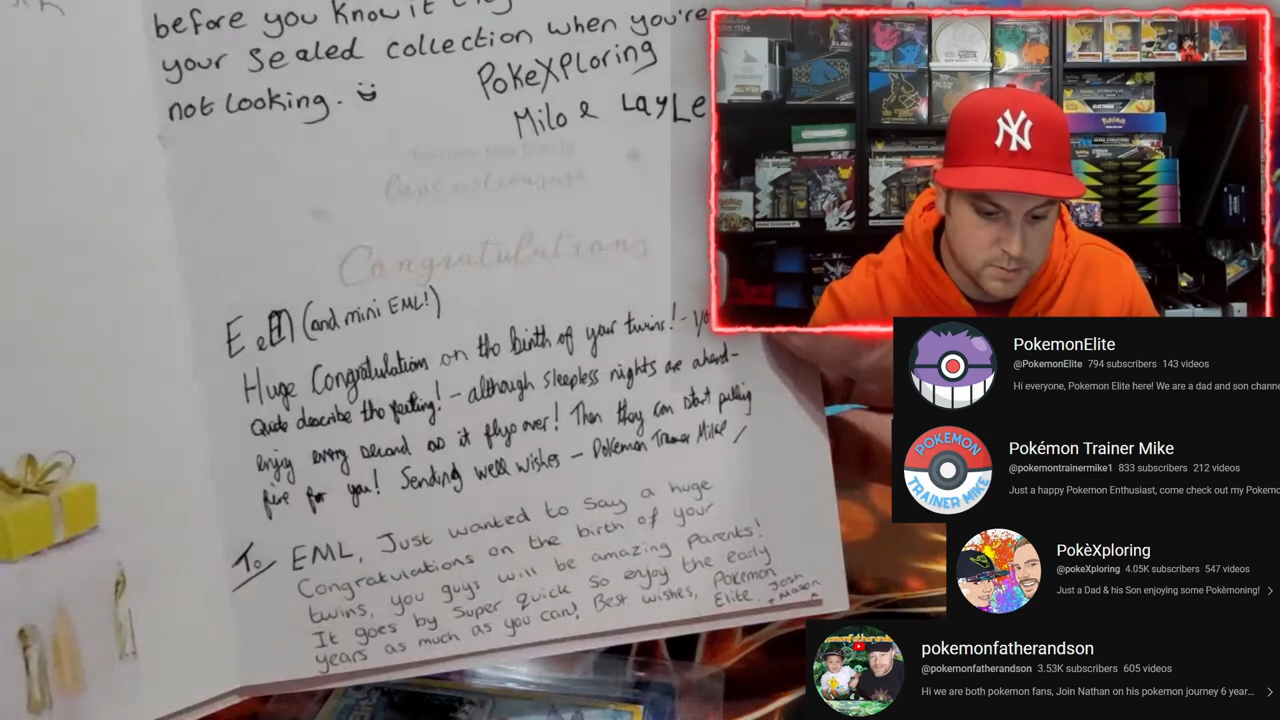 before you know it they
your sealed collection when you're
not looking.
PokeXPloring
Milo & LayLe
Congratulations
(and mini EML!)
Huge Congratulation on the birth of your twins! - yo
Quite describe the feeling! - although sleepless nights are ahead -
enjoy every second as it flys over! Then they can start pulling
fire for you! Sending well wishes - Pokemon Trainer Mike
To EML, Just wanted to say a huge
Congratulations on the birth of your
twins, you guys will be amazing Parents!
It goes by Super Quick so enjoy the early
years as much as you can! Best wishes, Pokemon
Elite, Josh
+ Mason
NY
PokemonElite
@PokemonElite 794 subscribers 143 videos
Hi everyone, Pokemon Elite here! We are a dad and son channe
POKEMON
TRAINER MIKE
Pokémon Trainer Mike
@pokemontrainermike1 833 subscribers 212 videos
Just a happy Pokemon Enthusiast, come check out my Pokemo
PokèXploring
@pokeXploring 4.05K subscribers 547 videos
Just a Dad & his Son enjoying some Pokèmoning!
pokemonfatherandson
@pokemonfatherandson 3.53K subscribers 605 videos
Hi we are both pokemon fans, Join Nathan on his pokemon journey 6 year...